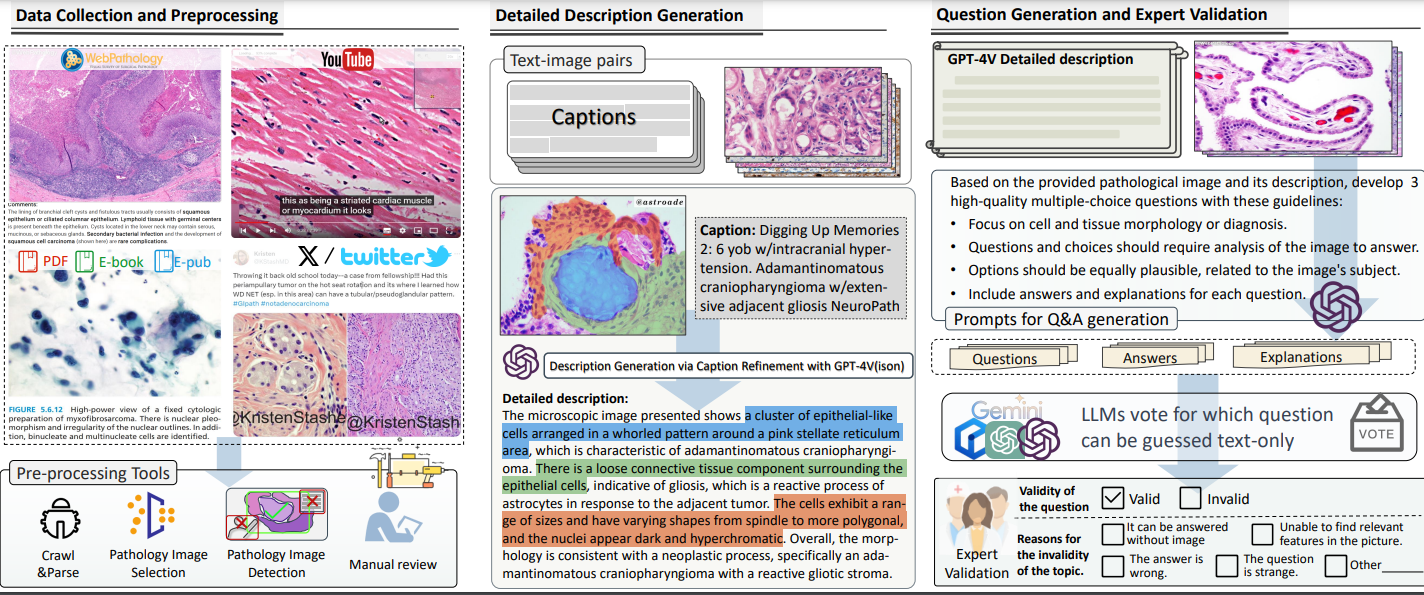 Data Collection and Preprocessing
WebPathology
YouTube
this as being a striated cardiac muscle
or myocardium it looks
Comments:
The lining of branchial cleft cysts and fistulous tracts usually consists of squamous
epithelium or ciliated columnar epithelium. Lymphoid tissue with germinal centers
is present beneath the epithelium. Cysts located in the lower neck may contain serous,
mucinous, or sebaceous glands. Secondary bacterial infection and the development of
squamous cell carcinoma (shown here) are rare complications.
PDF
E-book
E-pub
X / twitter
Kristen
Throwing it back old school today--a case from fellowship!!! Had this
periampullary tumor on the hot seat rotation and its where I learned how
WD NET (esp. in this area) can have a tubular/pseudoglandular pattern.
#GIpath #notadenocarcinoma
@KristenStashe
@KristenStash
FIGURE 5.6.12 High-power view of a fixed cytologic
preparation of myxofibrosarcoma. There is nuclear pleo-
morphism and irregularity of the nuclear outlines. In addi-
tion, binucleate and multinucleate cells are identified.
Pre-processing Tools
Crawl
&Parse
Pathology Image
Selection
Pathology Image
Detection
Manual review
Detailed Description Generation
Text-image pairs
Captions
@astroade
Caption: Digging Up Memories
2: 6 yob w/intracranial hyper-
tension. Adamantinomatous
craniopharyngioma w/exten-
sive adjacent gliosis NeuroPath
Description Generation via Caption Refinement with GPT-4V(ison)
Detailed description:
The microscopic image presented shows a cluster of epithelial-like
cells arranged in a whorled pattern around a pink stellate reticulum
area, which is characteristic of adamantinomatous craniopharyngi-
oma. There is a loose connective tissue component surrounding the
epithelial cells, indicative of gliosis, which is a reactive process of
astrocytes in response to the adjacent tumor. The cells exhibit a ran-
ge of sizes and have varying shapes from spindle to more polygonal,
and the nuclei appear dark and hyperchromatic. Overall, the morp-
hology is consistent with a neoplastic process, specifically an ada-
mantinomatous craniopharyngioma with a reactive gliotic stroma.
Question Generation and Expert Validation
GPT-4V Detailed description
Based on the provided pathological image and its description, develop 3
high-quality multiple-choice questions with these guidelines:
• Focus on cell and tissue morphology or diagnosis.
• Questions and choices should require analysis of the image to answer.
• Options should be equally plausible, related to the image's subject.
• Include answers and explanations for each question.
Prompts for Q&A generation
Questions
Answers
Explanations
Gemini
LLMs vote for which question
can be guessed text-only
VOTE
Expert
Validation
Validity of
the question
Valid
Invalid
Reasons for
the invalidity
of the topic.
It can be answered
without image
Unable to find relevant
features in the picture.
The answer is
wrong.
The question
is strange.
Other____